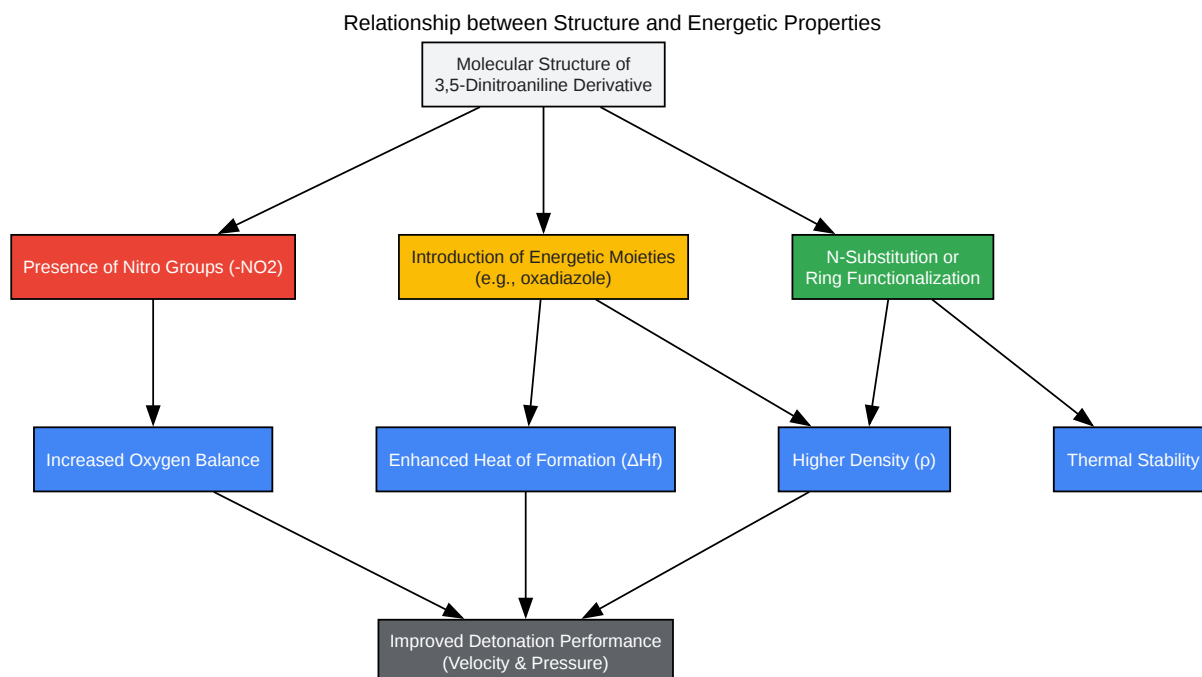 Relationship between Structure and Energetic Properties
Molecular Structure of
3,5-Dinitroaniline Derivative
Presence of Nitro Groups (-NO2)
Introduction of Energetic Moieties
(e.g., oxadiazole)
N-Substitution or
Ring Functionalization
Increased Oxygen Balance
Enhanced Heat of Formation (ΔHf)
Higher Density (ρ)
Thermal Stability
Improved Detonation Performance
(Velocity & Pressure)